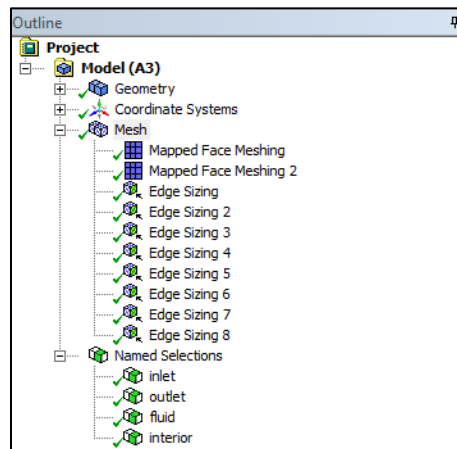 Outline
Project
Model (A3)
Geometry
Coordinate Systems
Mesh
Mapped Face Meshing
Mapped Face Meshing 2
Edge Sizing
Edge Sizing 2
Edge Sizing 3
Edge Sizing 4
Edge Sizing 5
Edge Sizing 6
Edge Sizing 7
Edge Sizing 8
Named Selections
inlet
outlet
fluid
interior